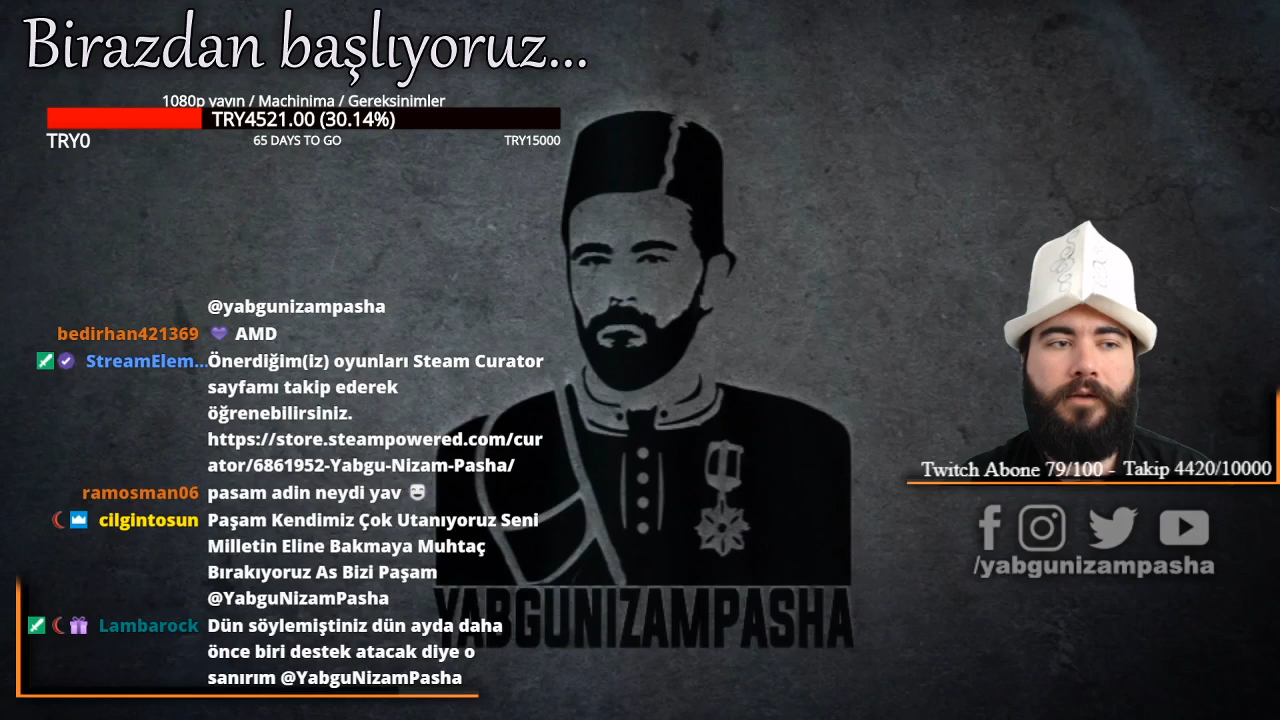 Birazdan başlıyoruz...
1080p yayın / Machinima / Gereksinimler
TRY4521.00 (30.14%)
TRY0
65 DAYS TO GO
TRY15000
@yabgunizampasha
bedirhan421369 💜 AMD
StreamElem... Önerdiğim(iz) oyunları Steam Curator
sayfamı takip ederek
öğrenebilirsiniz.
https://store.steampowered.com/cur
ator/6861952-Yabgu-Nizam-Pasha/
ramosman06 pasam adin neydi yav
cilgintosun Paşam Kendimiz Çok Utanıyoruz Seni
Milletin Eline Bakmaya Muhtaç
Bırakıyoruz As Bizi Paşam
@YabguNizamPasha
Lambarock Dün söylemiştiniz dün ayda daha
önce biri destek atacak diye o
sanırım @YabguNizamPasha
YABGUNIZAMPASHA
Twitch Abone 79/100 - Takip 4420/10000
/yabgunizampasha